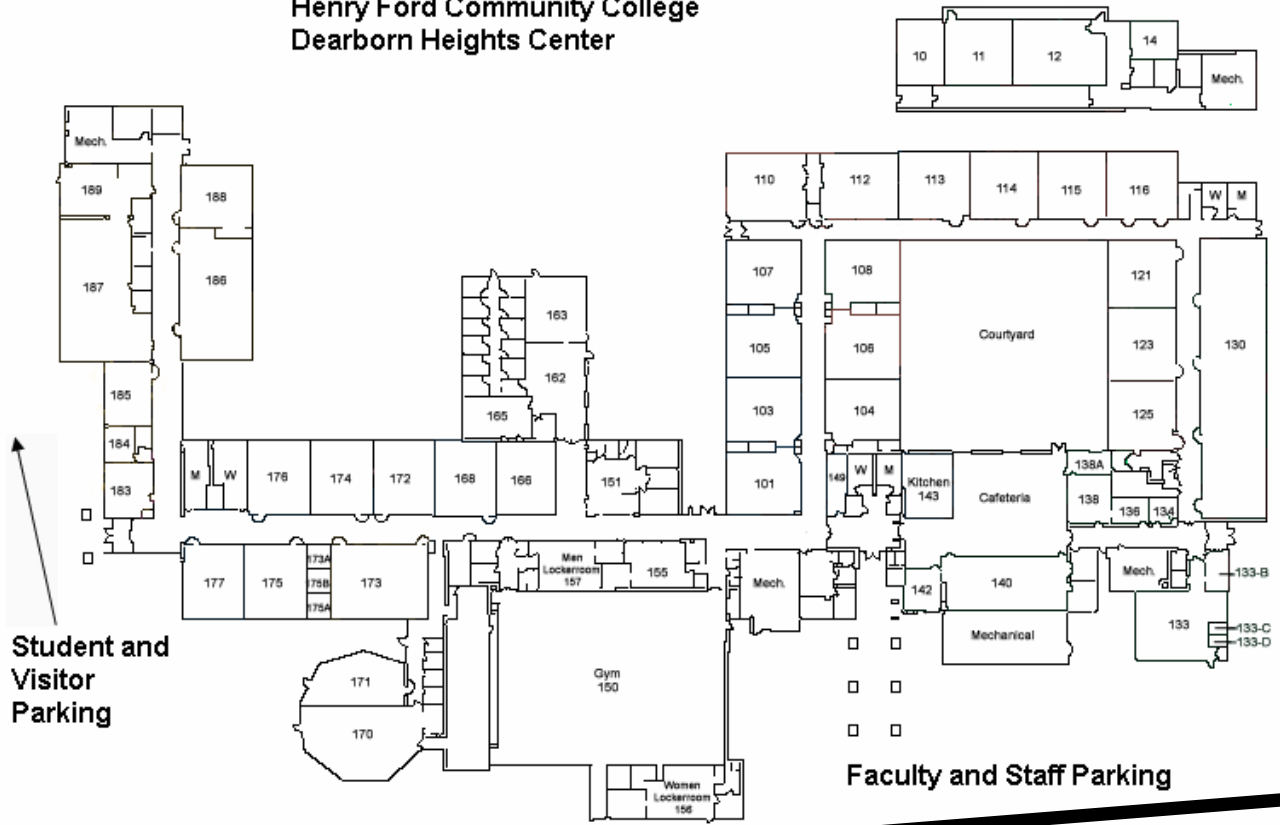 Henry Ford Community College
Dearborn Heights Center
10
11
12
14
Mech.
Mech.
189
188
187
186
185
184
183
110
112
113
114
115
116
W
M
107
108
121
105
106
Courtyard
123
130
103
104
125
101
149
W
M
Kitchen
143
Cafeteria
138A
138
136
134
163
162
165
M
W
176
174
172
168
166
151
177
175
173A
175B
175A
173
Men
Lockerroom
157
155
Mech.
142
140
Mechanical
Mech.
133-B
133
133-C
133-D
171
170
Gym
150
Women
Lockerroom
156
Student and
Visitor
Parking
Faculty and Staff Parking